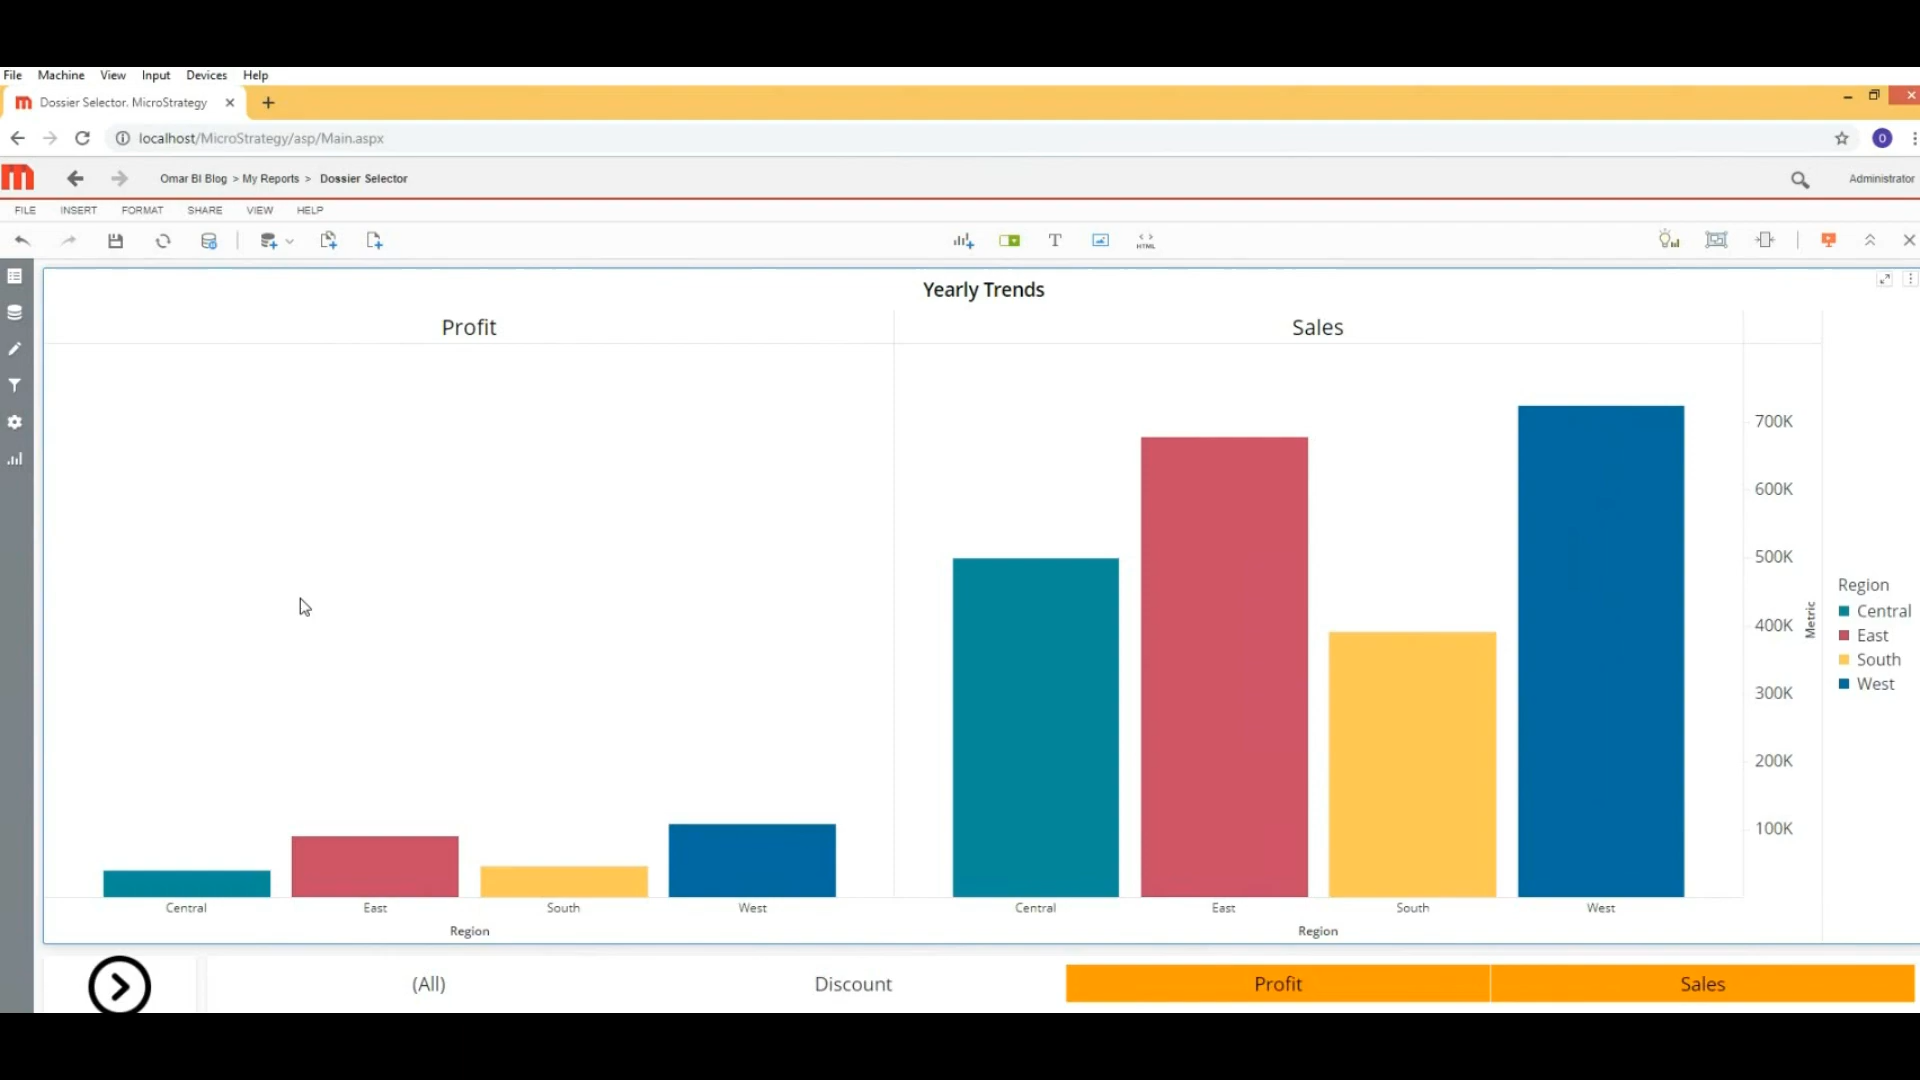 File Machine View Input Devices Help
Dossier Selector. MicroStrategy
localhost/MicroStrategy/asp/Main.aspx
O
Omar BI Blog > My Reports > Dossier Selector
Administrator
FILE INSERT FORMAT SHARE VIEW HELP
T
HTML
Yearly Trends
Profit Sales
700K
600K
500K
400K
300K
200K
100K
Metric
Region
Central
East
South
West
Central East South West Central East South West
Region Region
(All) Discount Profit Sales